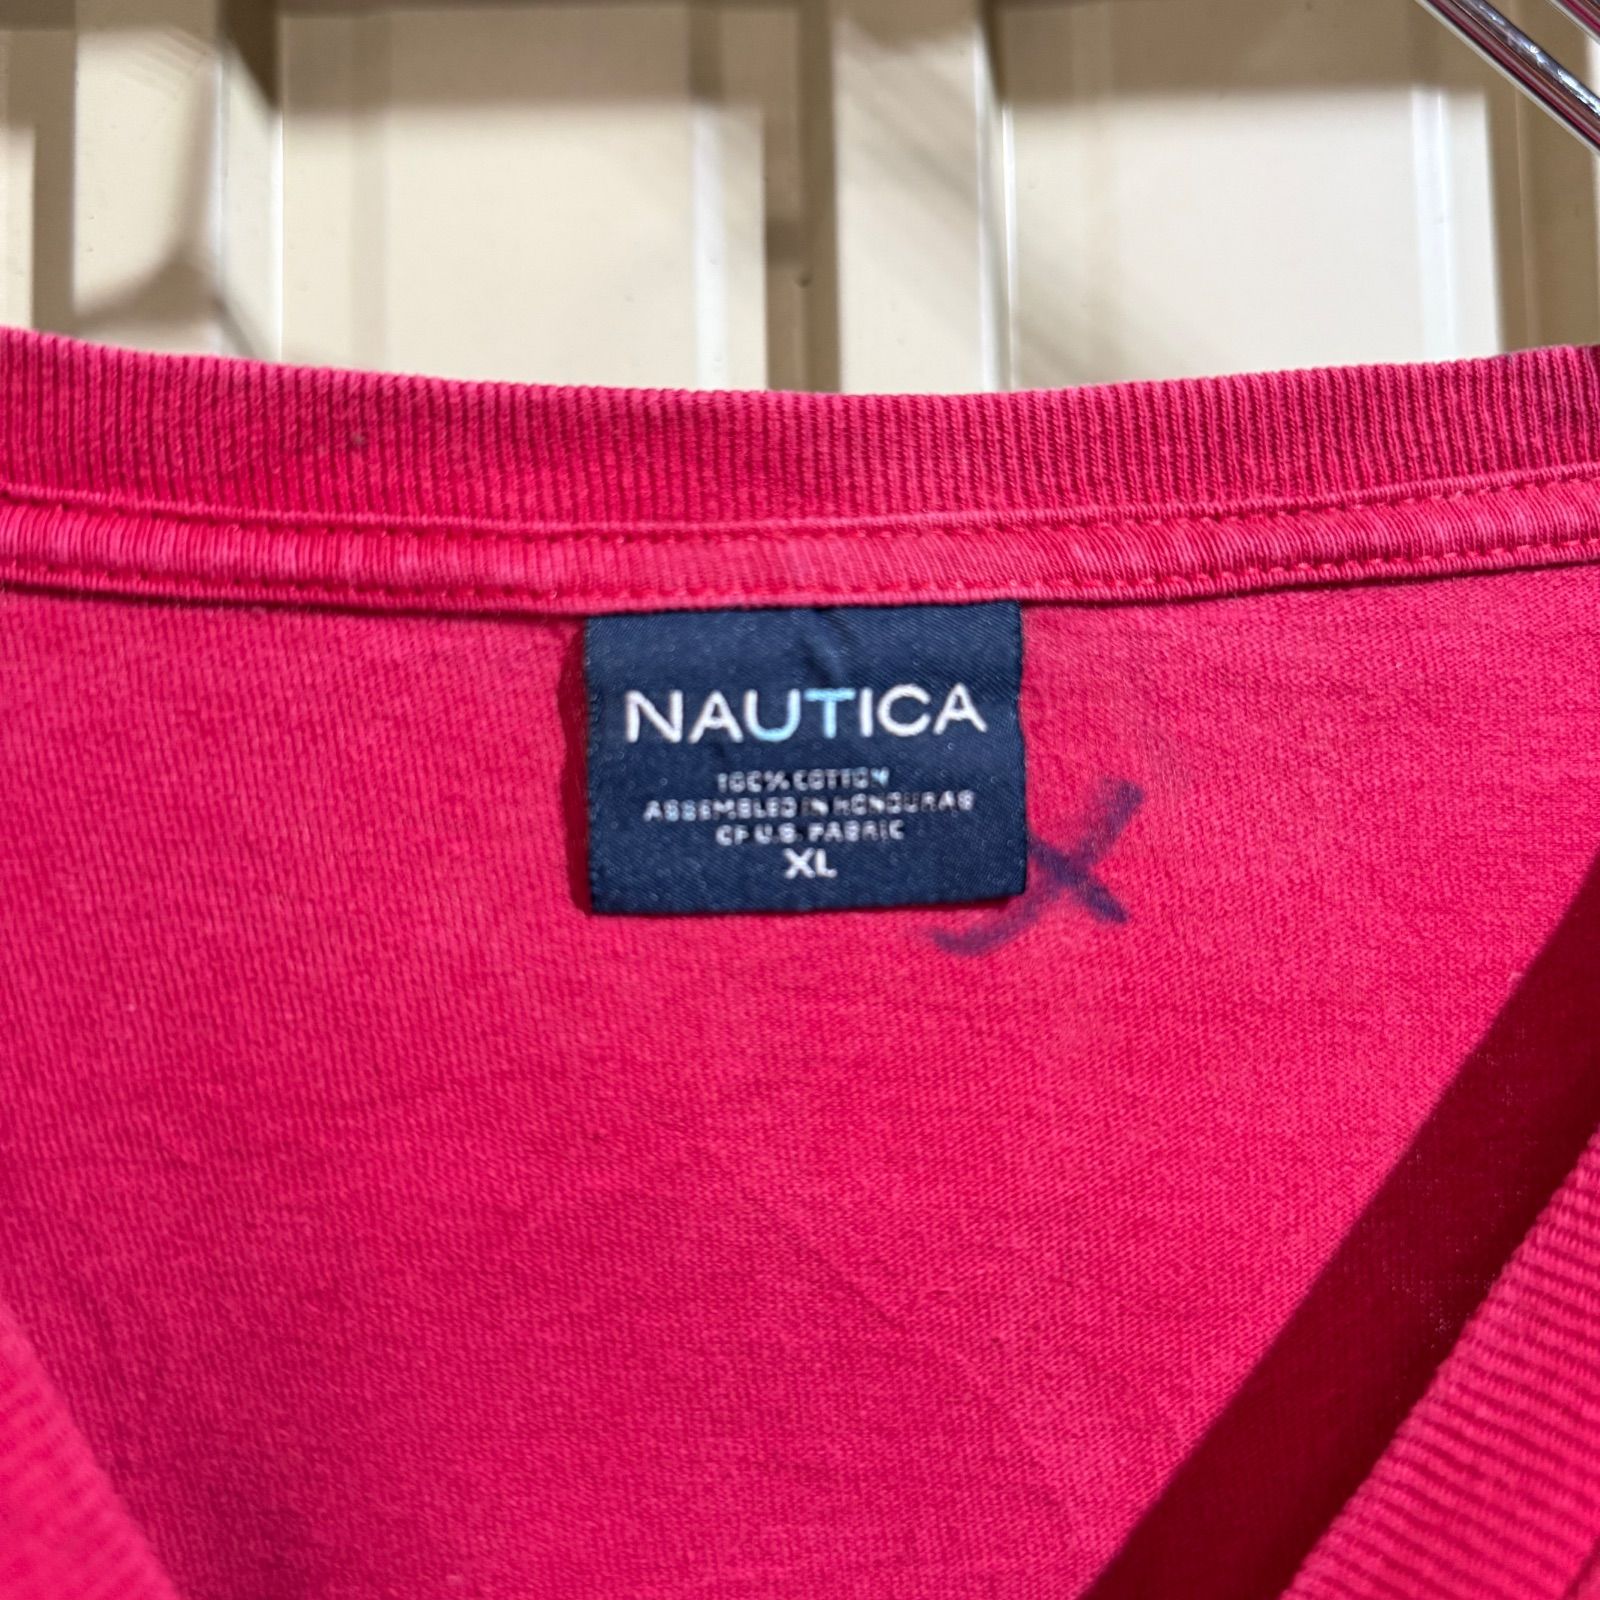 NAUTICA
100% COTTON
ASSEMBLED IN HONDURAS
OF U.S. FABRIC
XL
X